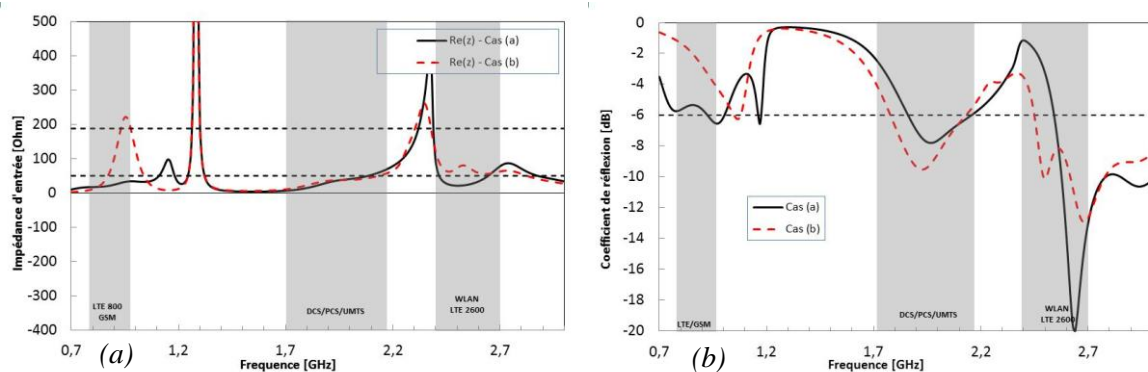 Impédance d'entrée [Ohm]
500
400
300
200
100
0
-100
-200
-300
-400
Re(z) - Cas (a)
Re(z) - Cas (b)
LTE 800
GSM
DCS/PCS/UMTS
WLAN
LTE 2600
0,7
1,2
1,7
2,2
2,7
Frequence [GHz]
(a)
Coefficient de réflexion [dB]
0
-2
-4
-6
-8
-10
-12
-14
-16
-18
-20
Cas (a)
Cas (b)
LTE/GSM
DCS/PCS/UMTS
WLAN
LTE 2600
0,7
1,2
1,7
2,2
2,7
Frequence [GHz]
(b)